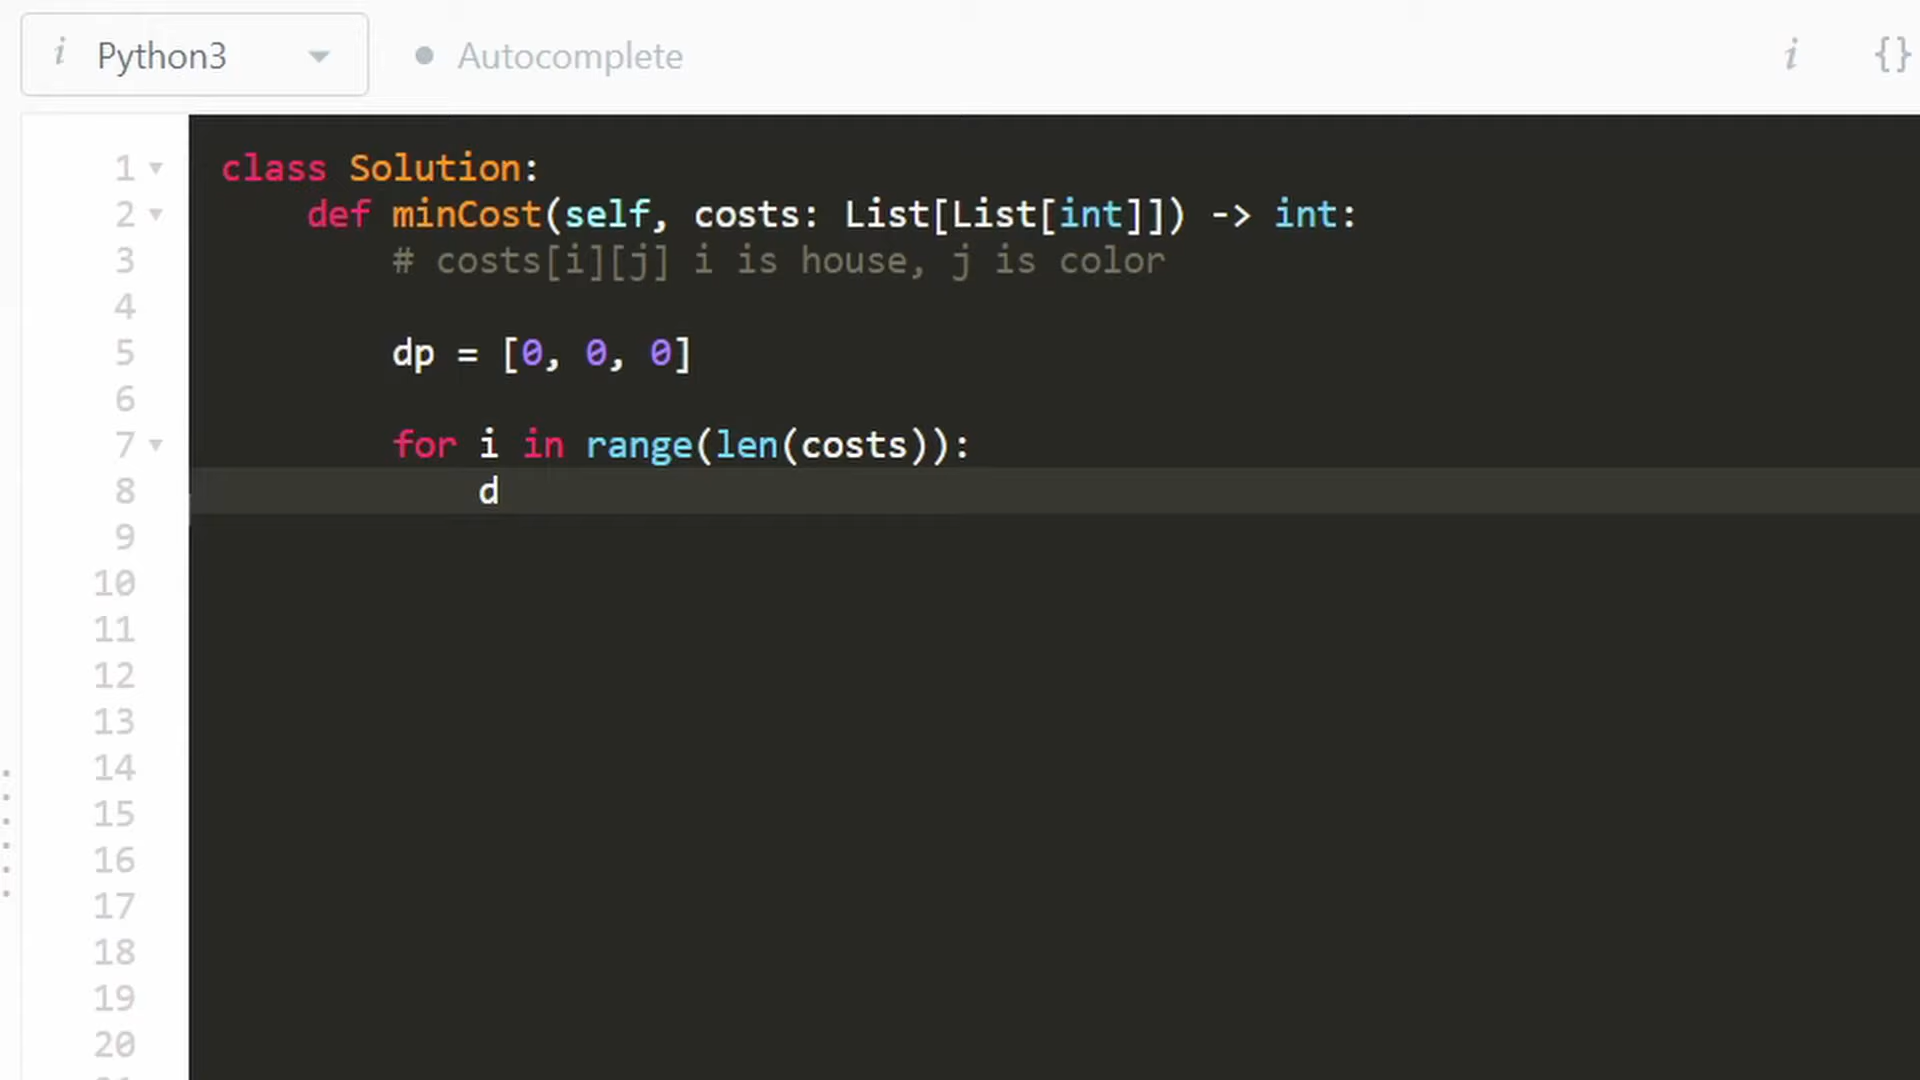 i Python3 Autocomplete i {}
1 class Solution:
2 def minCost(self, costs: List[List[int]]) -> int:
3 # costs[i][j] i is house, j is color
4
5 dp = [0, 0, 0]
6
7 for i in range(len(costs)):
8 d
9
10
11
12
13
14
15
16
17
18
19
20